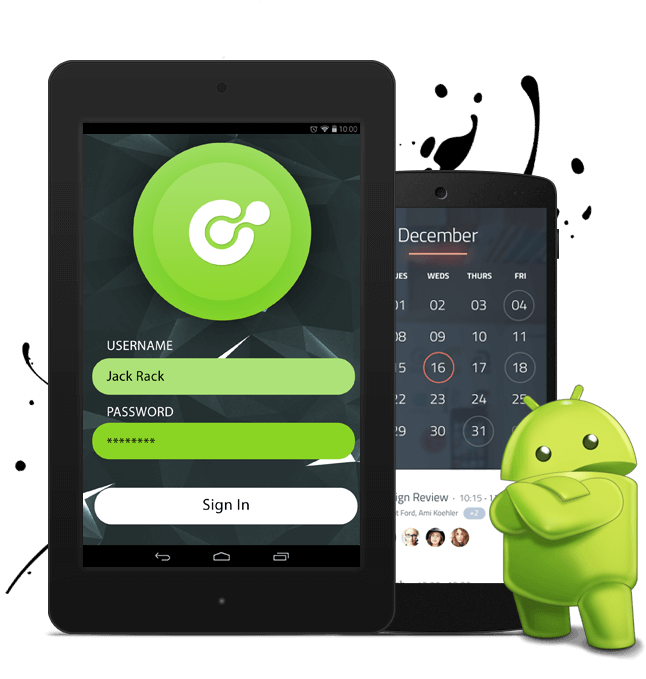 10:00
USERNAME
Jack Rack
PASSWORD
********
Sign In
December
UES WEDS THURS FRI
01 02 03 04
08 09 10 11
15 16 17 18
22 23 24 25
29 30 31
ign Review · 10:15 - 1
t Ford, Ami Koehler +2